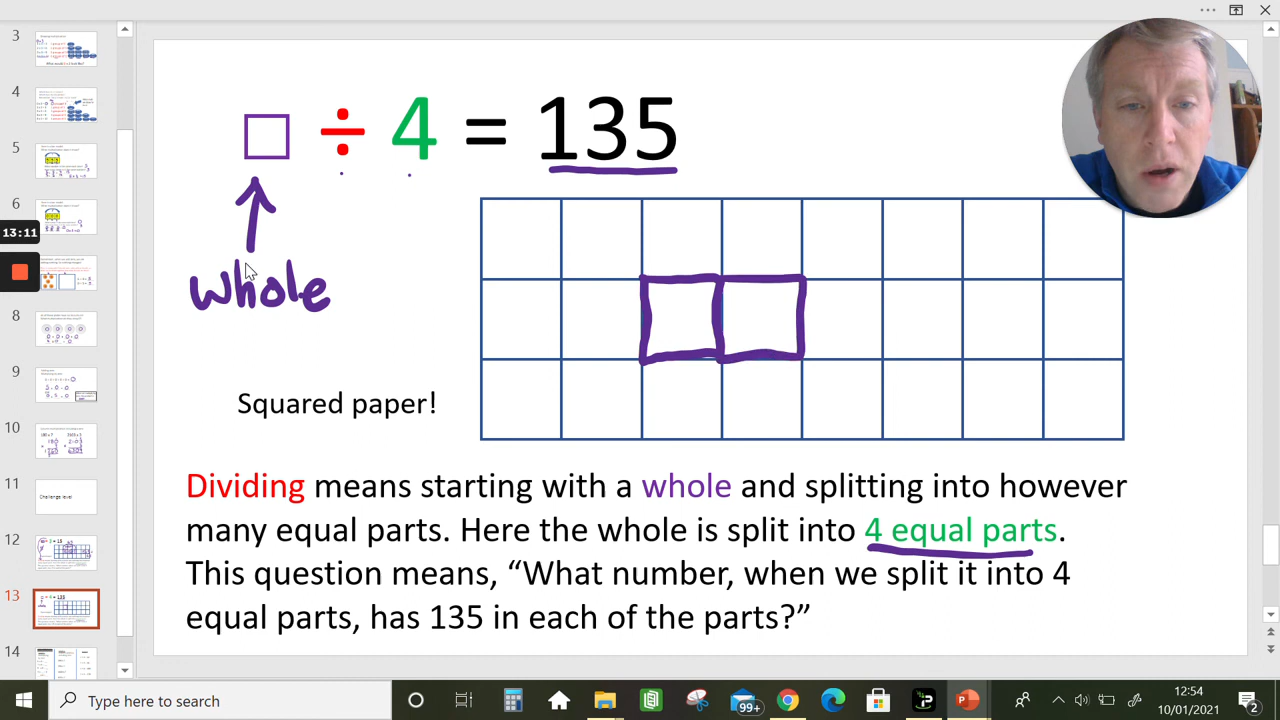 □ ÷ 4 = 135
whole
Squared paper!
Dividing means starting with a whole and splitting into however
many equal parts. Here the whole is split into 4 equal parts.
This question means, “What number, when we split it into 4
equal parts, has 135 in each of the parts?”
3
4
5
6
13:11
8
9
10
11
Challenge level
12
13
14
Type here to search
99+
12:54
10/01/2021
2